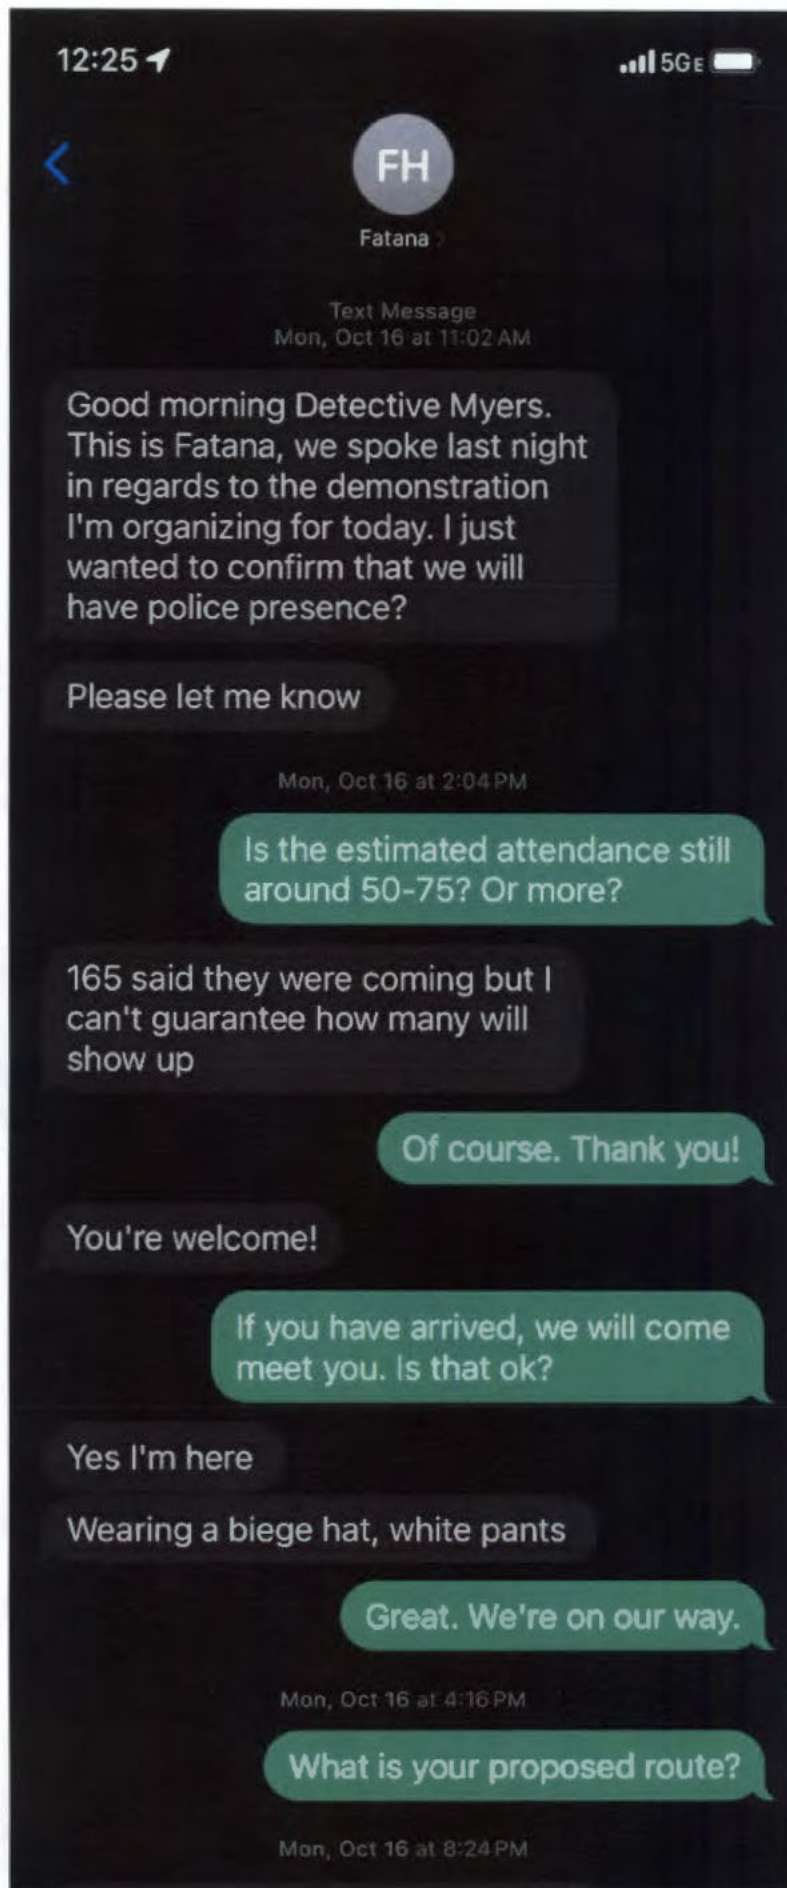 12:25
5GE
FH
Fatana
Text Message
Mon, Oct 16 at 11:02 AM
Good morning Detective Myers.
This is Fatana, we spoke last night
in regards to the demonstration
I'm organizing for today. I just
wanted to confirm that we will
have police presence?
Please let me know
Mon, Oct 16 at 2:04 PM
Is the estimated attendance still
around 50-75? Or more?
165 said they were coming but I
can't guarantee how many will
show up
Of course. Thank you!
You're welcome!
If you have arrived, we will come
meet you. Is that ok?
Yes I'm here
Wearing a biege hat, white pants
Great. We're on our way.
Mon, Oct 16 at 4:16 PM
What is your proposed route?
Mon, Oct 16 at 8:24 PM